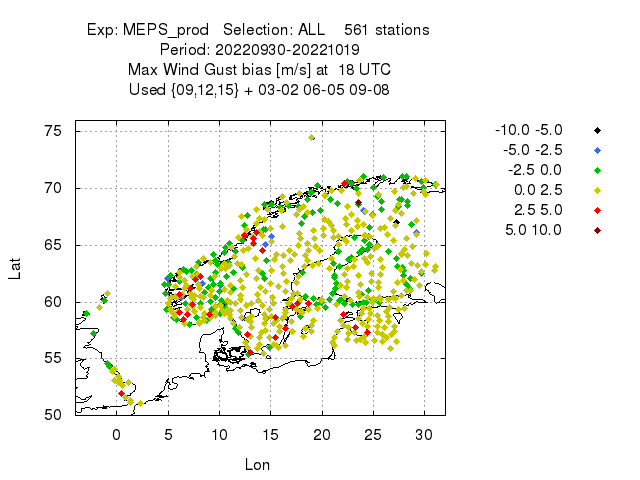 Exp: MEPS_prod   Selection: ALL    561 stations
Period: 20220930-20221019
Max Wind Gust bias [m/s] at  18 UTC
Used {09,12,15} + 03-02 06-05 09-08
-10.0 -5.0
-5.0 -2.5
-2.5 0.0
0.0 2.5
2.5 5.0
5.0 10.0
75
70
65
60
55
50
Lat
0 5 10 15 20 25 30
Lon